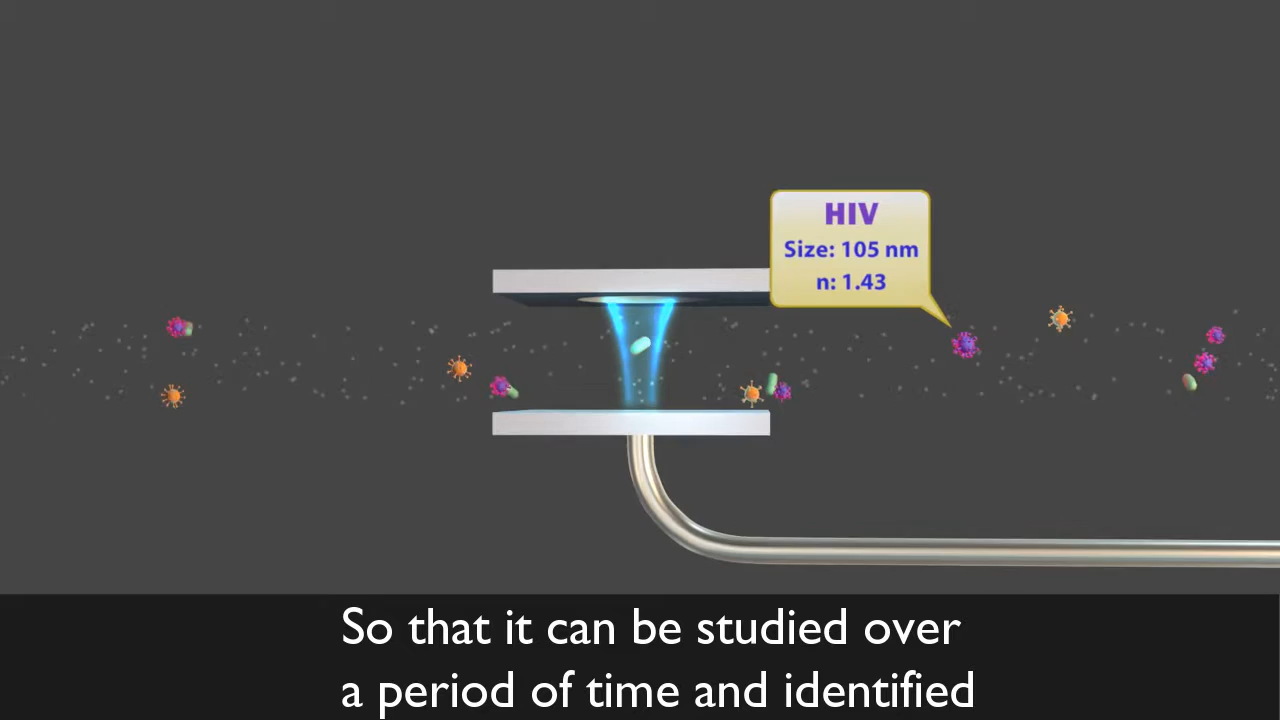 HIV
Size: 105 nm
n: 1.43
So that it can be studied over
a period of time and identified